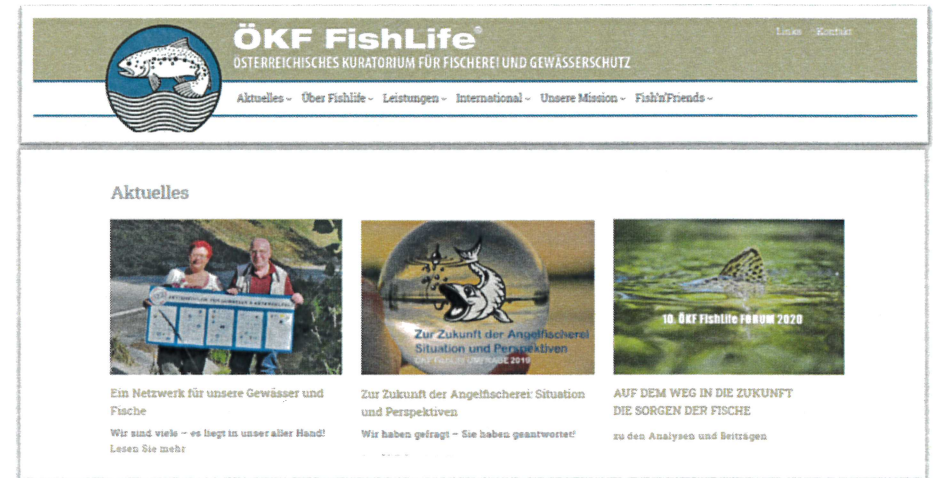 ÖKF FishLife®
ÖSTERREICHISCHES KURATORIUM FÜR FISCHEREI UND GEWÄSSERSCHUTZ
Links Kontakt
Aktuelles Über Fishlife Leistungen International Unsere Mission Fish'n'Friends
Aktuelles
Zur Zukunft der Angelfischerei
Situation und Perspektiven
ÖKF FishLife UMFRAGE 2019
10. ÖKF FishLife FORUM 2020
Ein Netzwerk für unsere Gewässer und
Fische
Wir sind viele – es liegt in unser aller Hand!
Lesen Sie mehr
Zur Zukunft der Angelfischerei: Situation
und Perspektiven
Wir haben gefragt – Sie haben geantwortet!
AUF DEM WEG IN DIE ZUKUNFT
DIE SORGEN DER FISCHE
zu den Analysen und Beiträgen